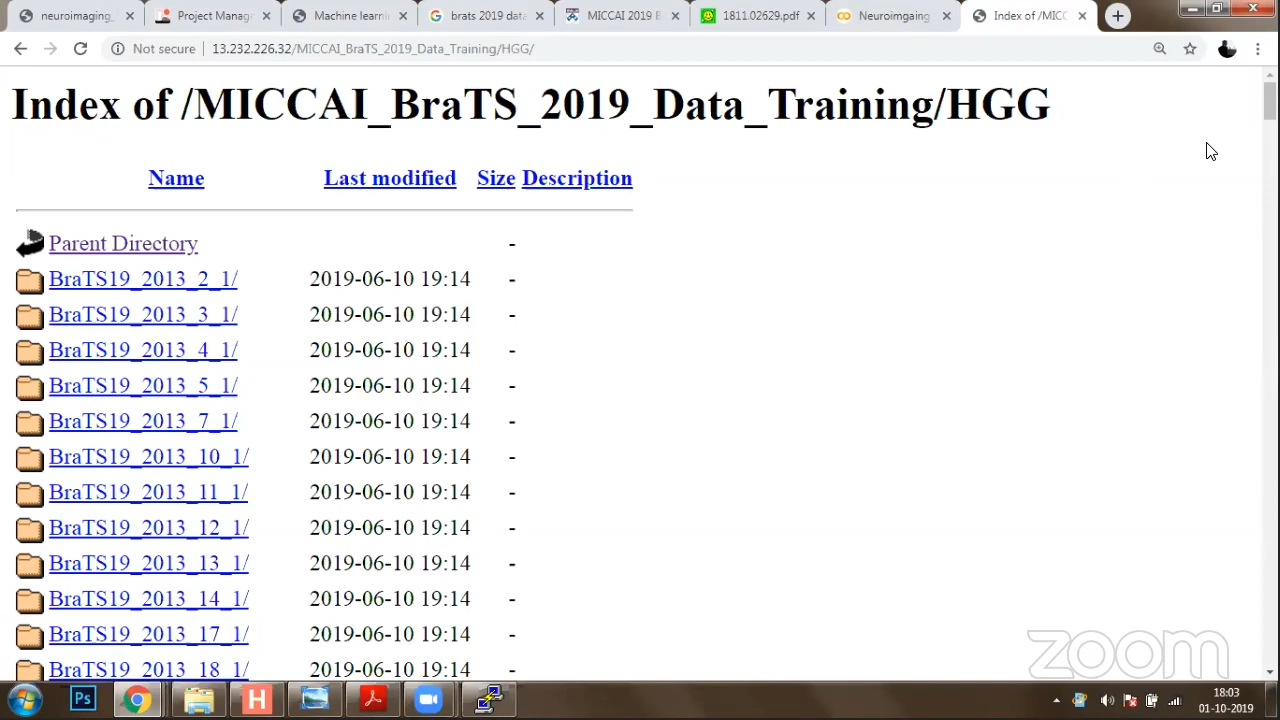 neuroimaging_
Project Manag
Machine learni
brats 2019 data
MICCAI 2019 B
1811.02629.pdf
Neuroimgaing
Index of /MICC
Not secure
13.232.226.32/MICCAI_BraTS_2019_Data_Training/HGG/
Index of /MICCAI_BraTS_2019_Data_Training/HGG
Name Last modified Size Description
Parent Directory -
BraTS19_2013_2_1/ 2019-06-10 19:14 -
BraTS19_2013_3_1/ 2019-06-10 19:14 -
BraTS19_2013_4_1/ 2019-06-10 19:14 -
BraTS19_2013_5_1/ 2019-06-10 19:14 -
BraTS19_2013_7_1/ 2019-06-10 19:14 -
BraTS19_2013_10_1/ 2019-06-10 19:14 -
BraTS19_2013_11_1/ 2019-06-10 19:14 -
BraTS19_2013_12_1/ 2019-06-10 19:14 -
BraTS19_2013_13_1/ 2019-06-10 19:14 -
BraTS19_2013_14_1/ 2019-06-10 19:14 -
BraTS19_2013_17_1/ 2019-06-10 19:14 -
BraTS19_2013_18_1/ 2019-06-10 19:14 -
zoom
Ps
H
18:03
01-10-2019